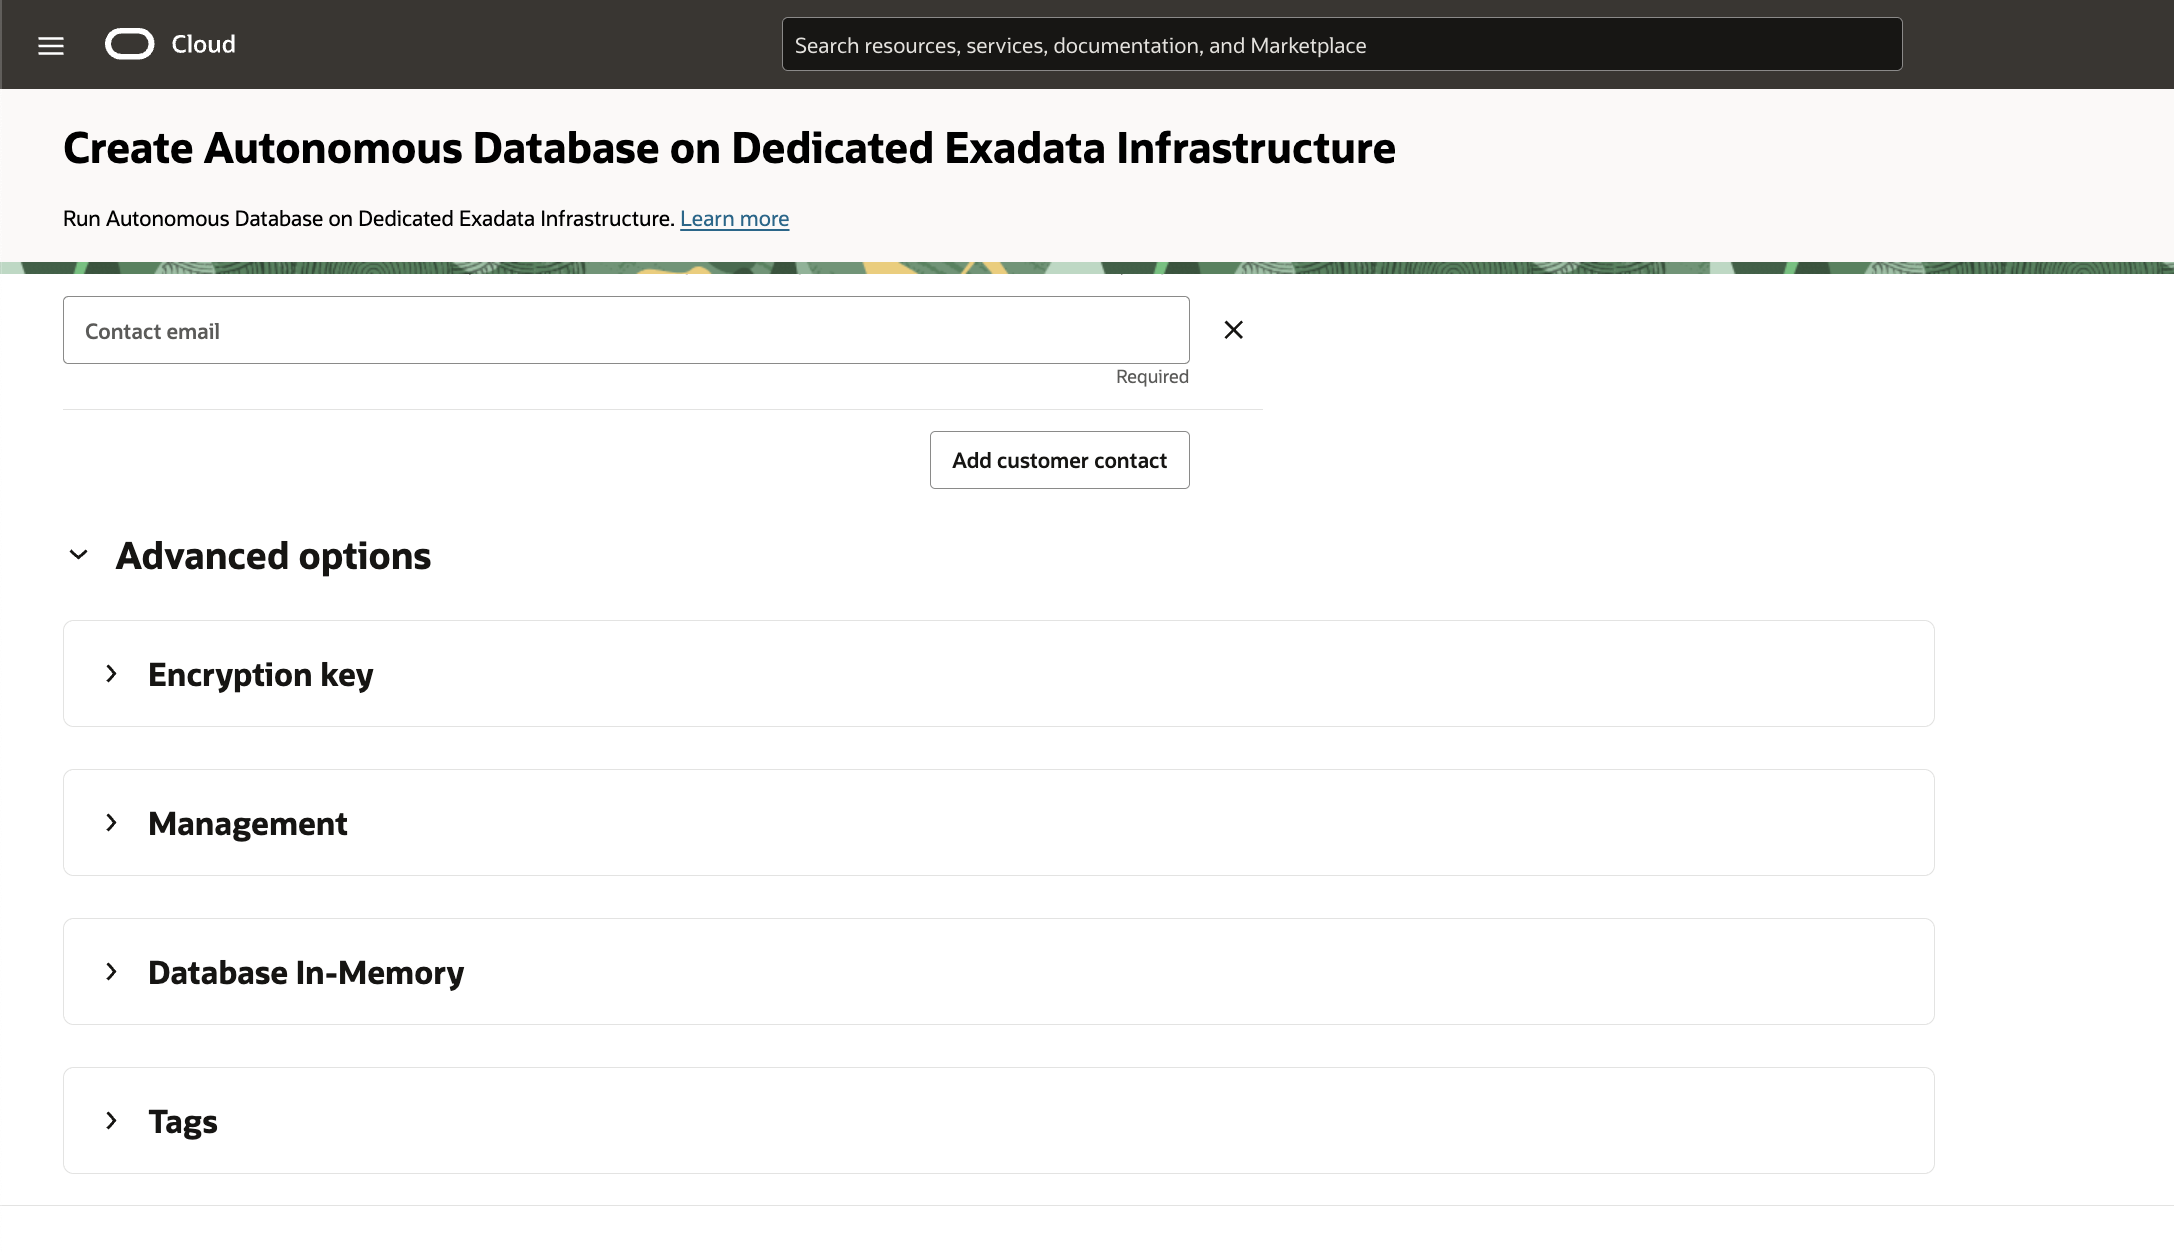 Cloud
Search resources, services, documentation, and Marketplace
Create Autonomous Database on Dedicated Exadata Infrastructure
Run Autonomous Database on Dedicated Exadata Infrastructure. Learn more
Contact email
Required
Add customer contact
Advanced options
Encryption key
Management
Database In-Memory
Tags